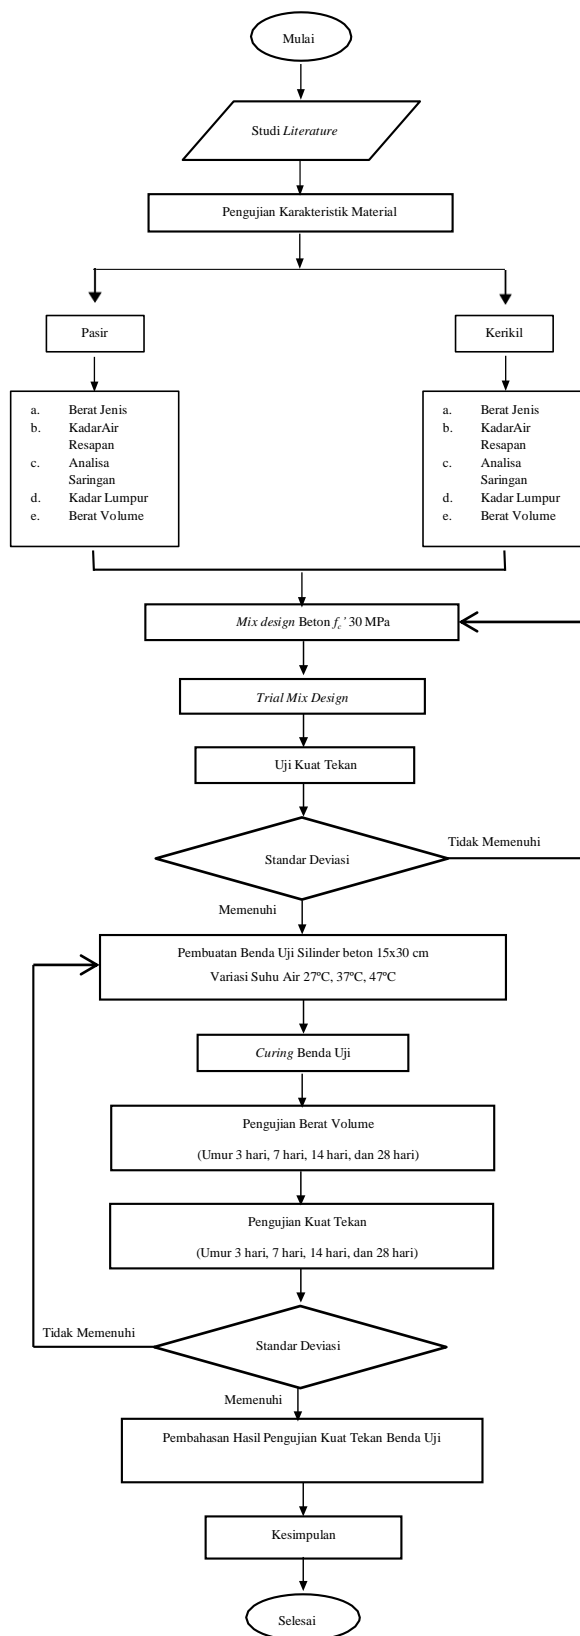 Mulai
Studi Literature
Pengujian Karakteristik Material
Pasir
Kerikil
a. Berat Jenis
b. KadarAir
Resapan
c. Analisa
Saringan
d. Kadar Lumpur
e. Berat Volume
a. Berat Jenis
b. KadarAir
Resapan
c. Analisa
Saringan
d. Kadar Lumpur
e. Berat Volume
Mix design Beton fc' 30 MPa
Trial Mix Design
Uji Kuat Tekan
Standar Deviasi
Tidak Memenuhi
Memenuhi
Pembuatan Benda Uji Silinder beton 15x30 cm
Variasi Suhu Air 27ºC, 37ºC, 47ºC
Curing Benda Uji
Pengujian Berat Volume
(Umur 3 hari, 7 hari, 14 hari, dan 28 hari)
Pengujian Kuat Tekan
(Umur 3 hari, 7 hari, 14 hari, dan 28 hari)
Tidak Memenuhi
Standar Deviasi
Memenuhi
Pembahasan Hasil Pengujian Kuat Tekan Benda Uji
Kesimpulan
Selesai